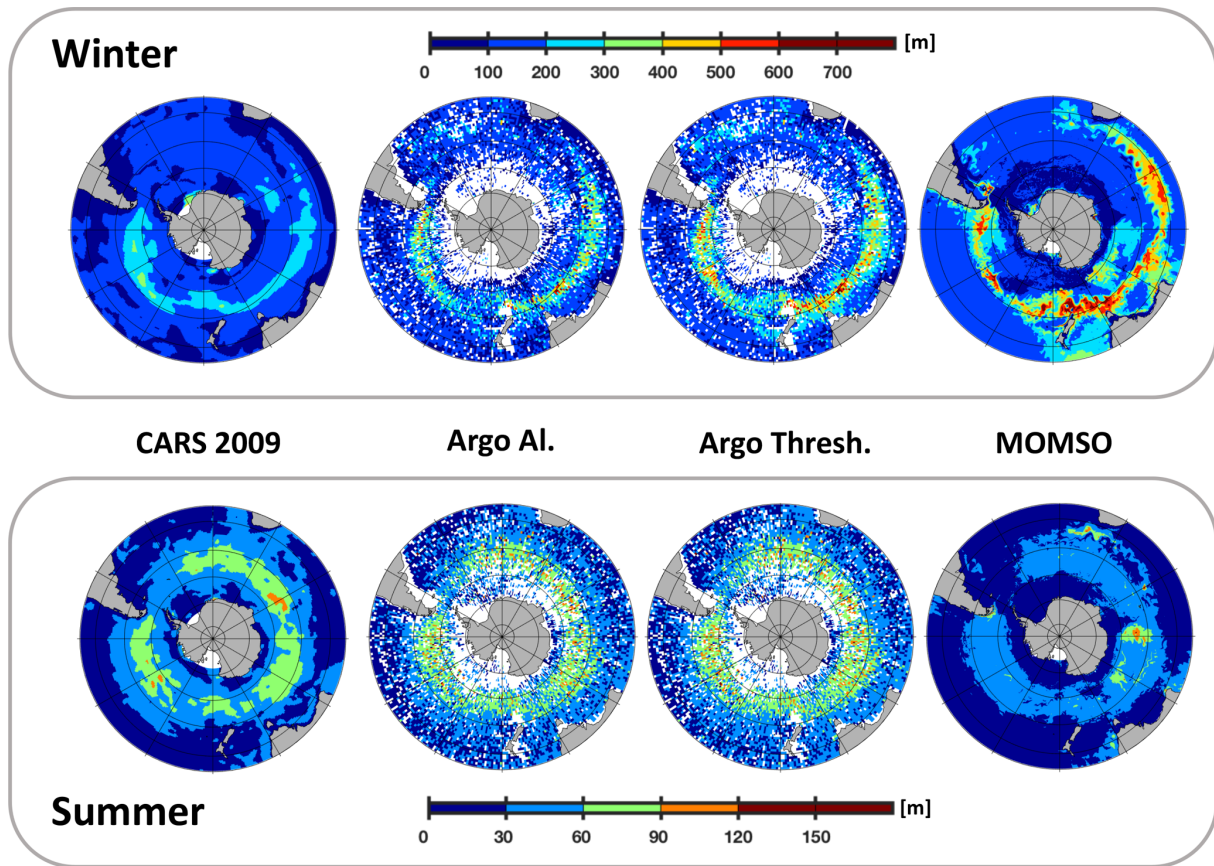 Winter
[m]
0 100 200 300 400 500 600 700
CARS 2009 Argo Al. Argo Thresh. MOMSO
Summer
[m]
0 30 60 90 120 150